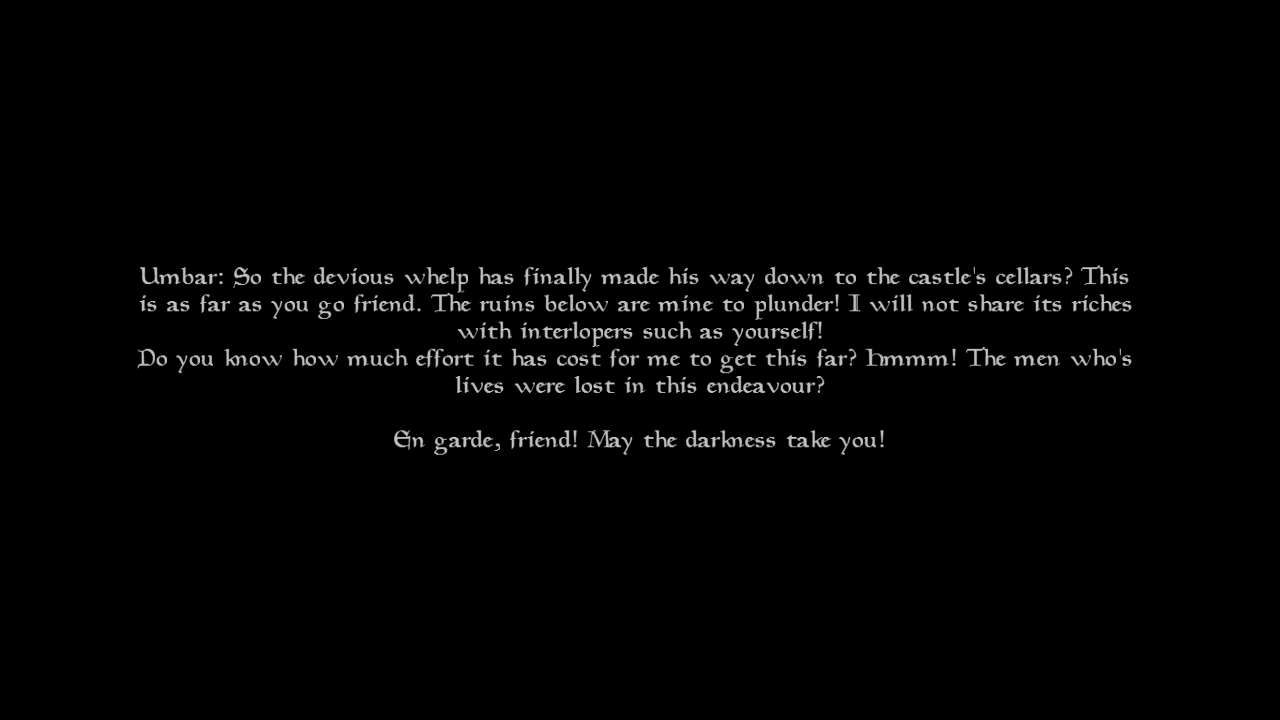 Umbar: So the devious whelp has finally made his way down to the castle's cellars? This
is as far as you go friend. The ruins below are mine to plunder! I will not share its riches
with interlopers such as yourself!
Do you know how much effort it has cost for me to get this far? Hmmm! The men who's
lives were lost in this endeavour?
En garde, friend! May the darkness take you!